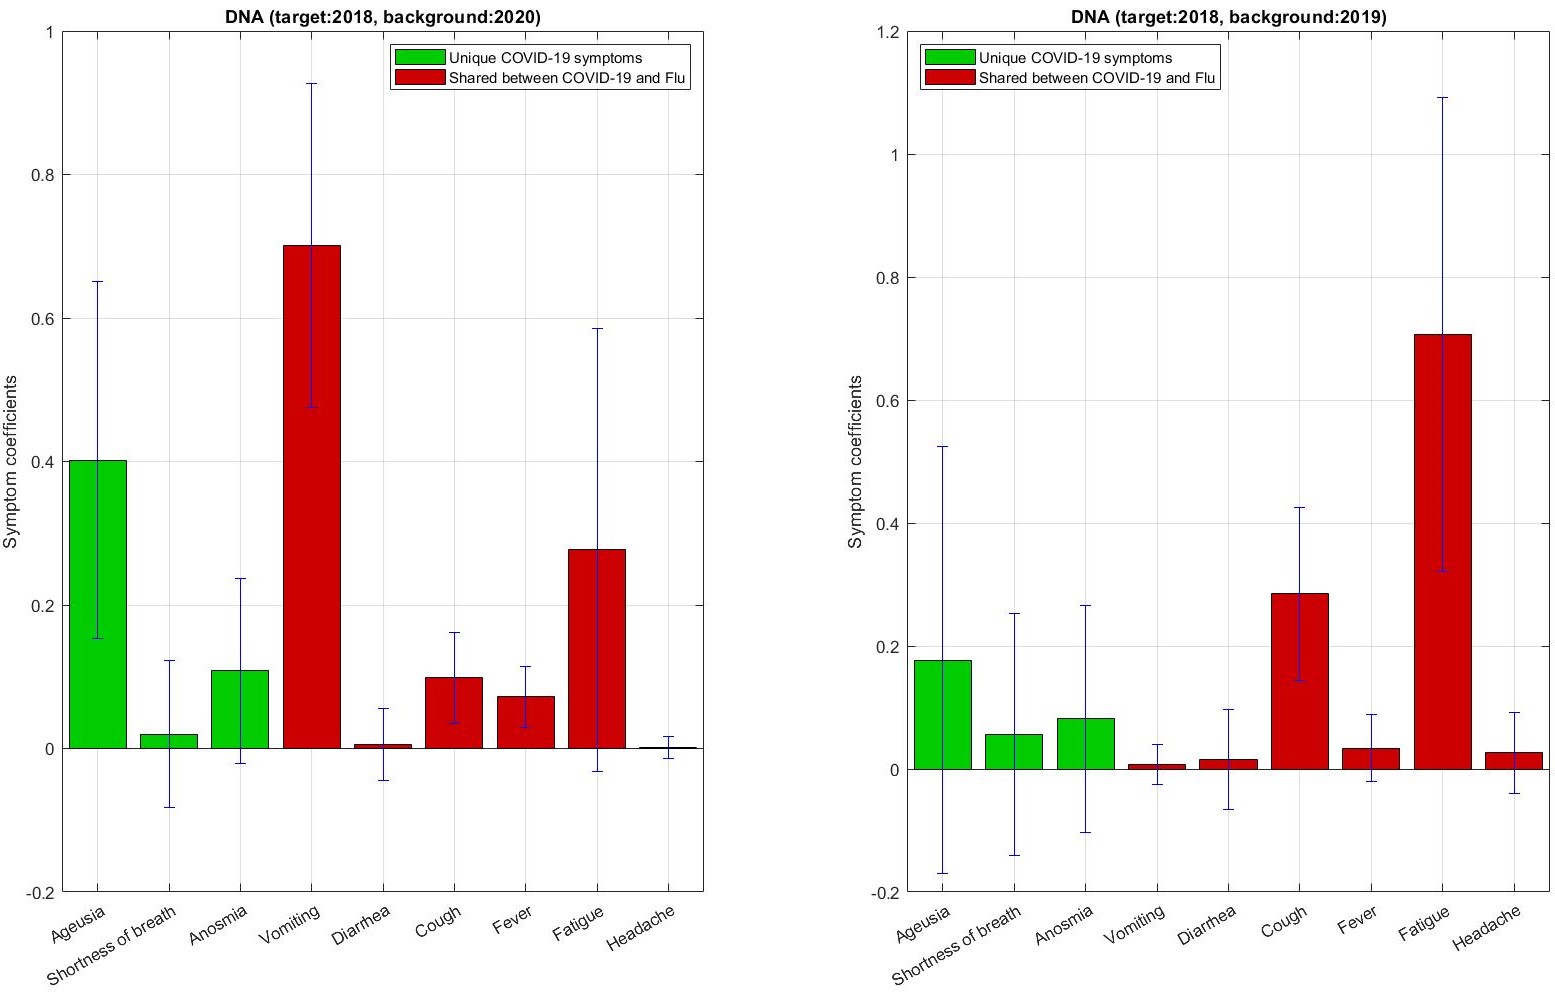 DNA (target:2018, background:2020)
Unique COVID-19 symptoms
Shared between COVID-19 and Flu
Symptom coefficients
1
0.8
0.6
0.4
0.2
0
-0.2
Ageusia
Shortness of breath
Anosmia
Vomiting
Diarrhea
Cough
Fever
Fatigue
Headache
DNA (target:2018, background:2019)
Unique COVID-19 symptoms
Shared between COVID-19 and Flu
Symptom coefficients
1.2
1
0.8
0.6
0.4
0.2
0
-0.2
Ageusia
Shortness of breath
Anosmia
Vomiting
Diarrhea
Cough
Fever
Fatigue
Headache